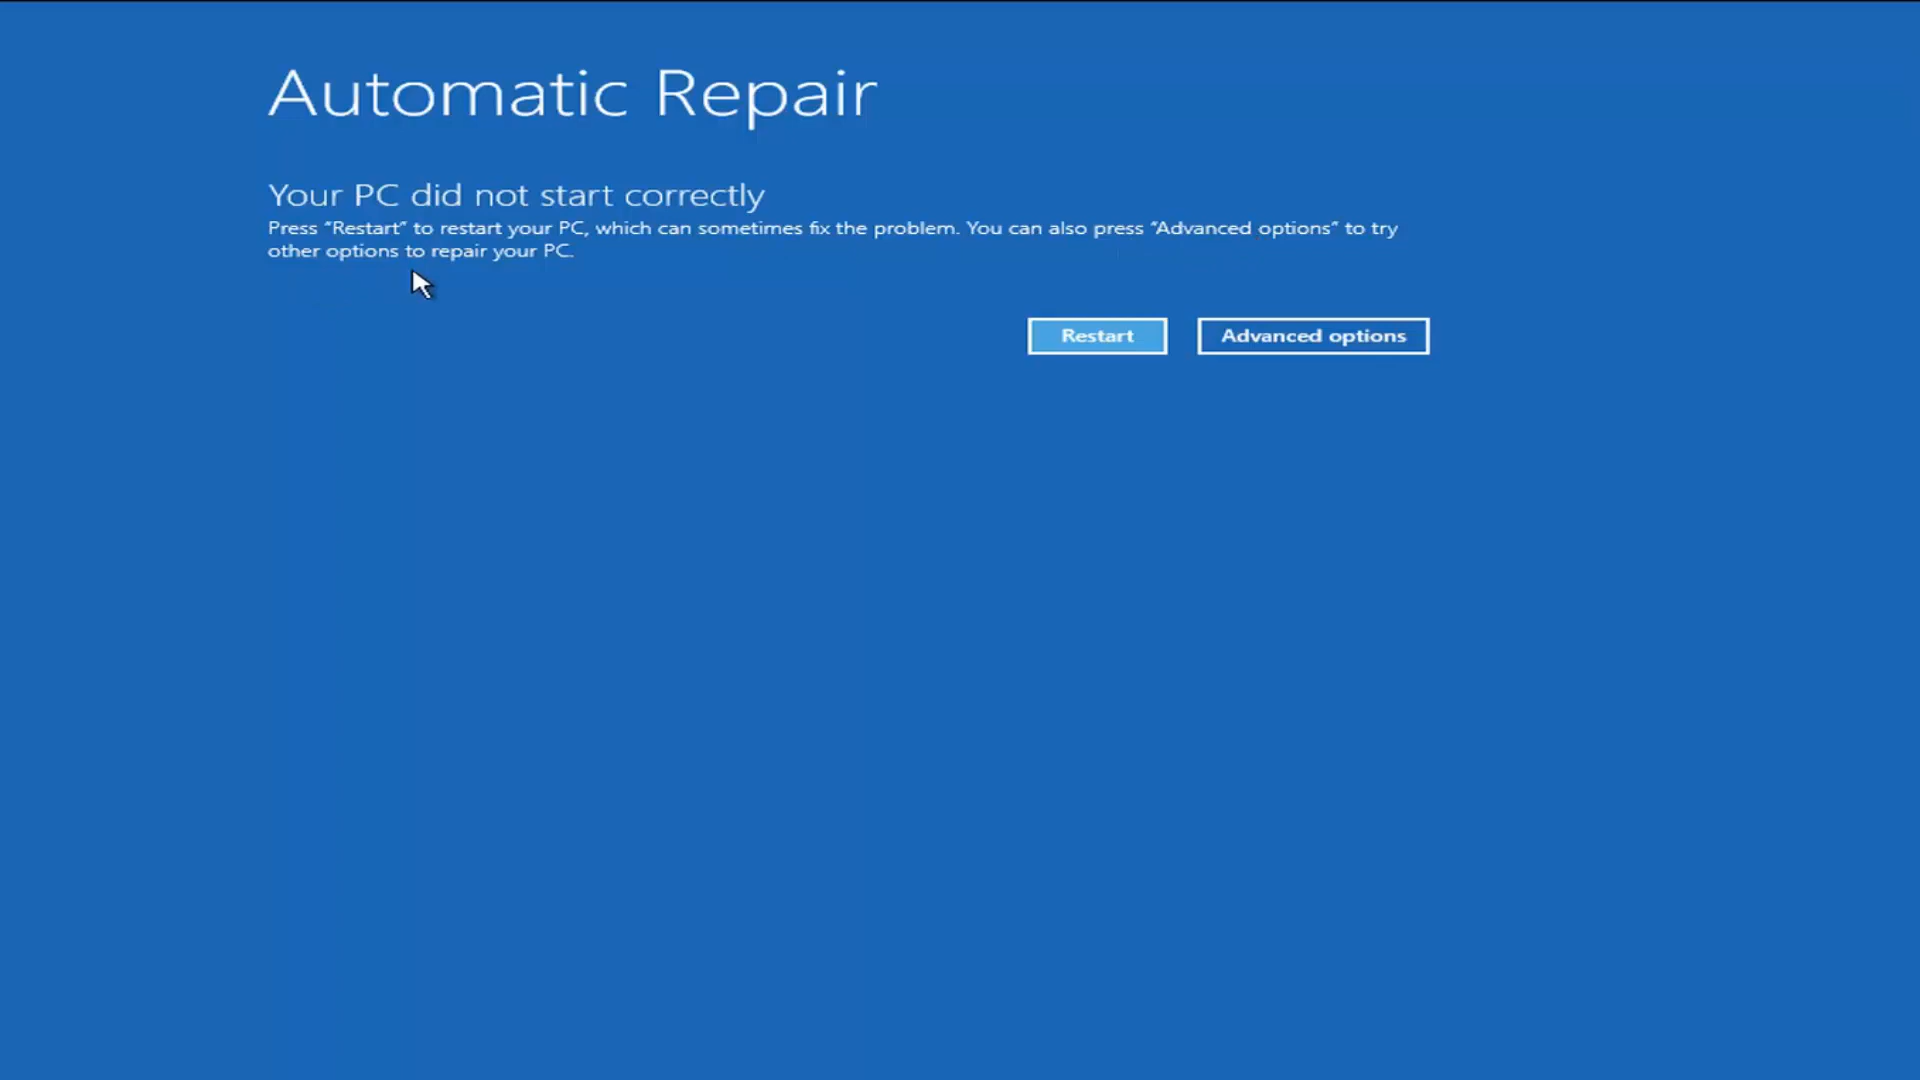 Automatic Repair
Your PC did not start correctly
Press “Restart” to restart your PC, which can sometimes fix the problem. You can also press “Advanced options” to try
other options to repair your PC.
Restart
Advanced options